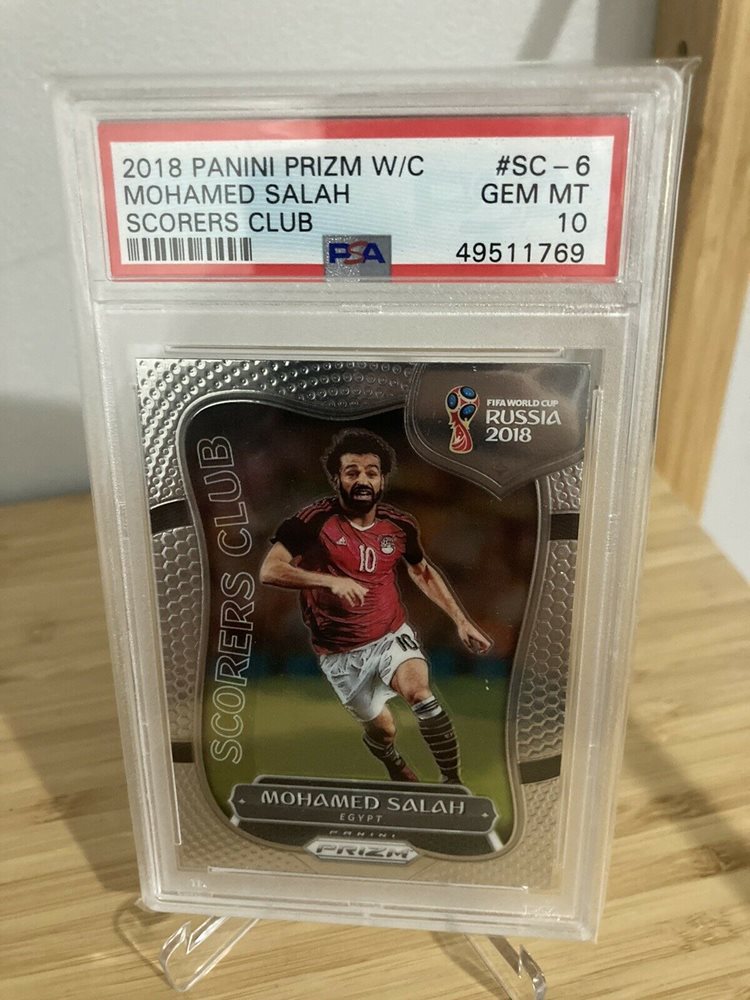 2018 PANINI PRIZM W/C #SC-6
MOHAMED SALAH GEM MT
SCORERS CLUB 10
PSA 49511769
FIFA WORLD CUP
RUSSIA
2018
SCORERS CLUB
10
10
MOHAMED SALAH
EGYPT
PANINI
PRIZM